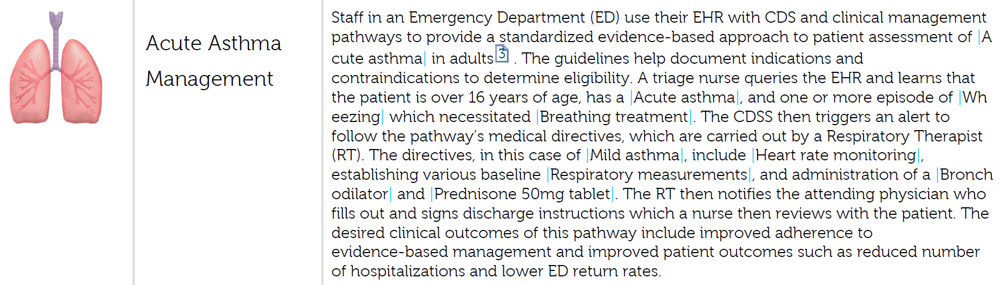 Acute Asthma
Management
Staff in an Emergency Department (ED) use their EHR with CDS and clinical management
pathways to provide a standardized evidence-based approach to patient assessment of |A
cute asthma| in adults 3 . The guidelines help document indications and
contraindications to determine eligibility. A triage nurse queries the EHR and learns that
the patient is over 16 years of age, has a |Acute asthma|, and one or more episode of |Wh
eezing| which necessitated |Breathing treatment|. The CDSS then triggers an alert to
follow the pathway’s medical directives, which are carried out by a Respiratory Therapist
(RT). The directives, in this case of |Mild asthma|, include |Heart rate monitoring|,
establishing various baseline |Respiratory measurements|, and administration of a |Bronch
odilator| and |Prednisone 50mg tablet|. The RT then notifies the attending physician who
fills out and signs discharge instructions which a nurse then reviews with the patient. The
desired clinical outcomes of this pathway include improved adherence to
evidence-based management and improved patient outcomes such as reduced number
of hospitalizations and lower ED return rates.